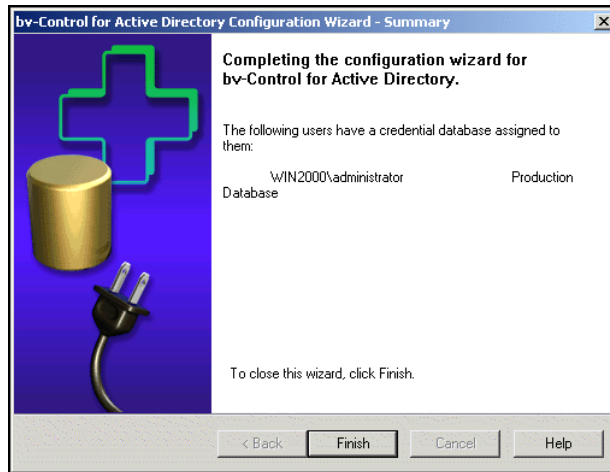 bv-Control for Active Directory Configuration Wizard - Summary
Completing the configuration wizard for
bv-Control for Active Directory.
The following users have a credential database assigned to
them:
WIN2000\administrator Production
Database
To close this wizard, click Finish.
< Back Finish Cancel Help